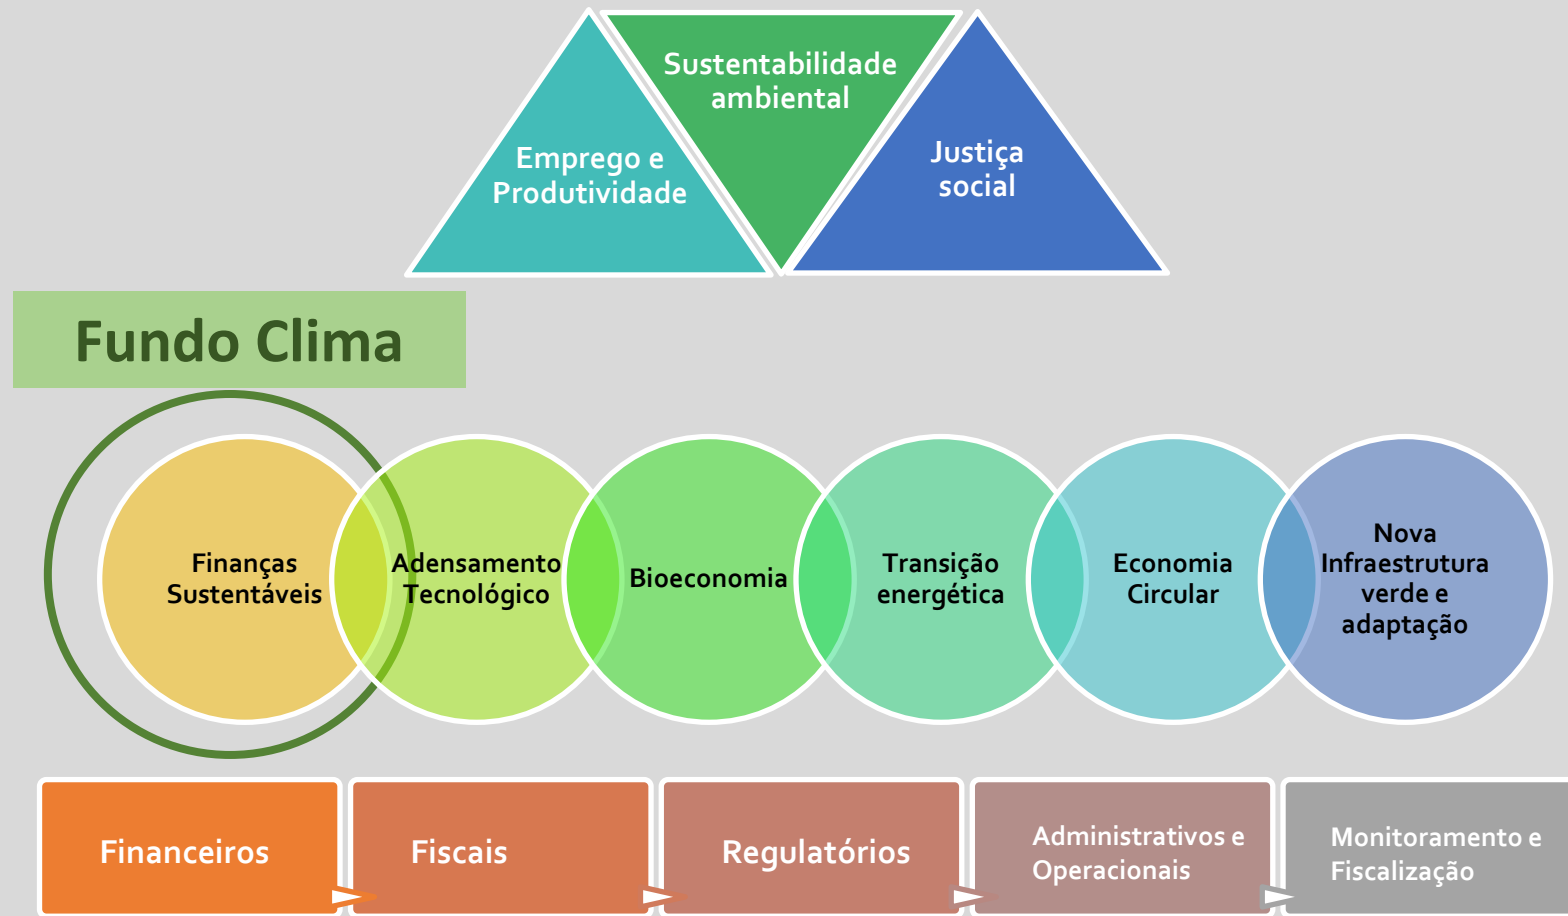 Sustentabilidade
ambiental
Emprego e
Produtividade
Justiça
social
Fundo Clima
Finanças
Sustentáveis
Adensamento
Tecnológico
Bioeconomia
Transição
energética
Economia
Circular
Nova
Infraestrutura
verde e
adaptação
Financeiros
Fiscais
Regulatórios
Administrativos e
Operacionais
Monitoramento e
Fiscalização